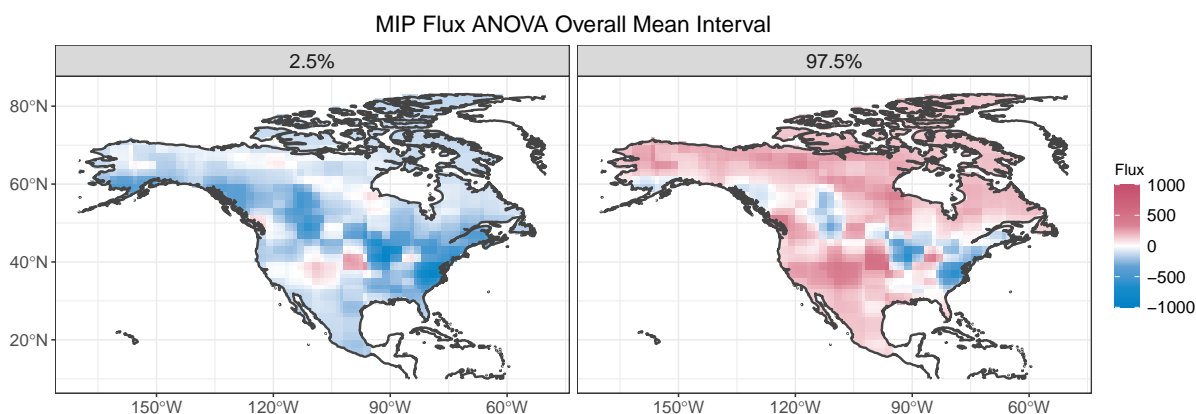 MIP Flux ANOVA Overall Mean Interval
2.5% 97.5%
80°N
60°N
40°N
20°N
150°W 120°W 90°W 60°W 150°W 120°W 90°W 60°W
Flux
1000
500
0
−500
−1000